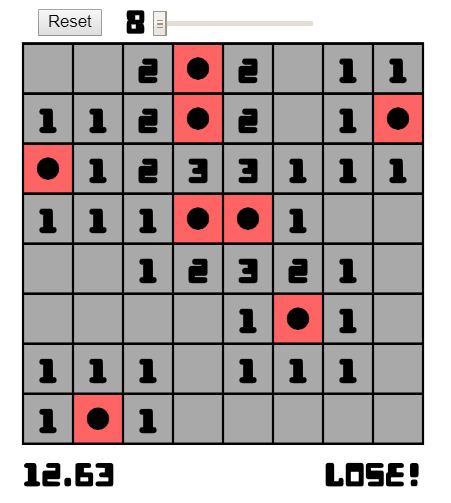 Reset 8
2 2 1 1
1 1 2 2 1
1 2 3 3 1 1 1
1 1 1 1
1 2 3 2 1
1 1
1 1 1 1 1 1
1 1
12.63 LOSE!